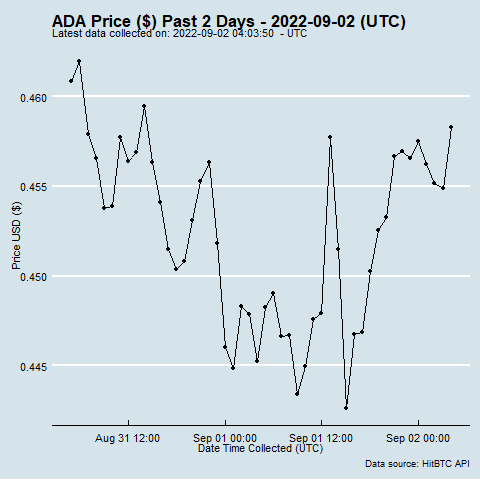 ADA Price ($) Past 2 Days - 2022-09-02 (UTC)
Latest data collected on: 2022-09-02 04:03:50 - UTC
0.460
0.455
0.450
0.445
Price USD ($)
Aug 31 12:00
Sep 01 00:00
Sep 01 12:00
Sep 02 00:00
Date Time Collected (UTC)
Data source: HitBTC API